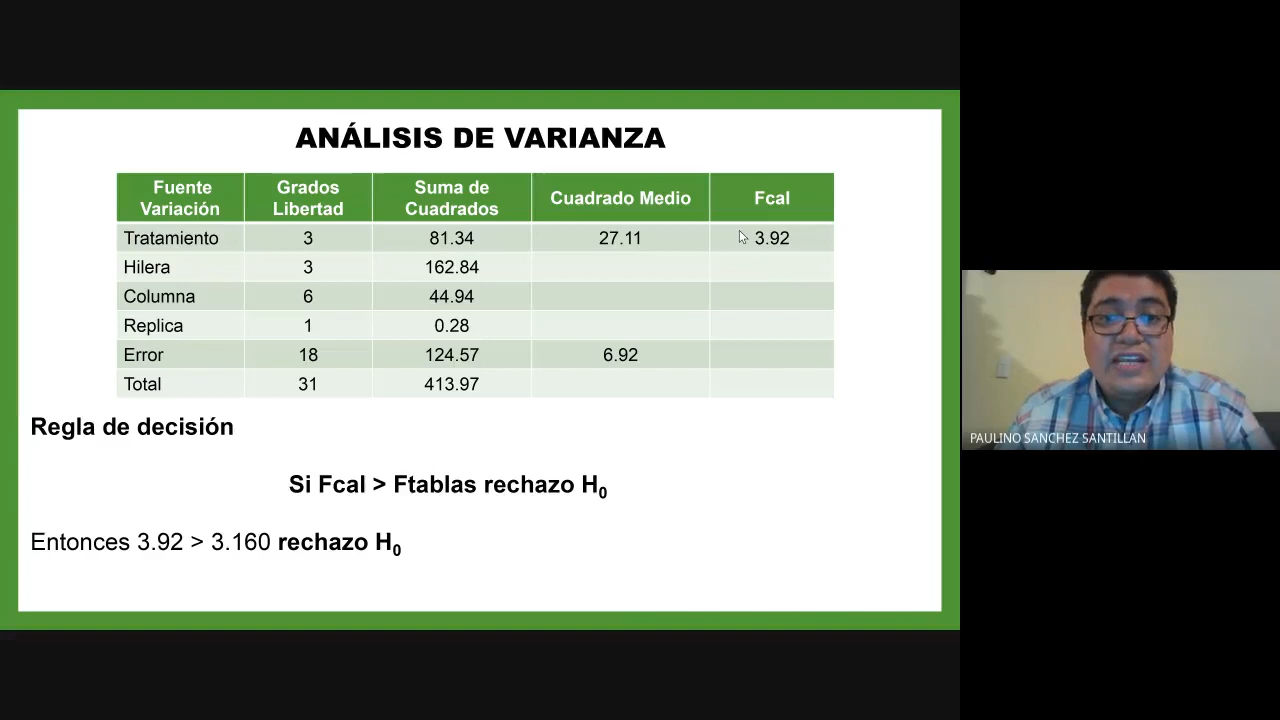 ANÁLISIS DE VARIANZA
Fuente Variación Grados Libertad Suma de Cuadrados Cuadrado Medio Fcal
Tratamiento 3 81.34 27.11 3.92
Hilera 3 162.84
Columna 6 44.94
Replica 1 0.28
Error 18 124.57 6.92
Total 31 413.97
Regla de decisión
Si Fcal > Ftablas rechazo H₀
Entonces 3.92 > 3.160 rechazo H₀
PAULINO SANCHEZ SANTILLAN